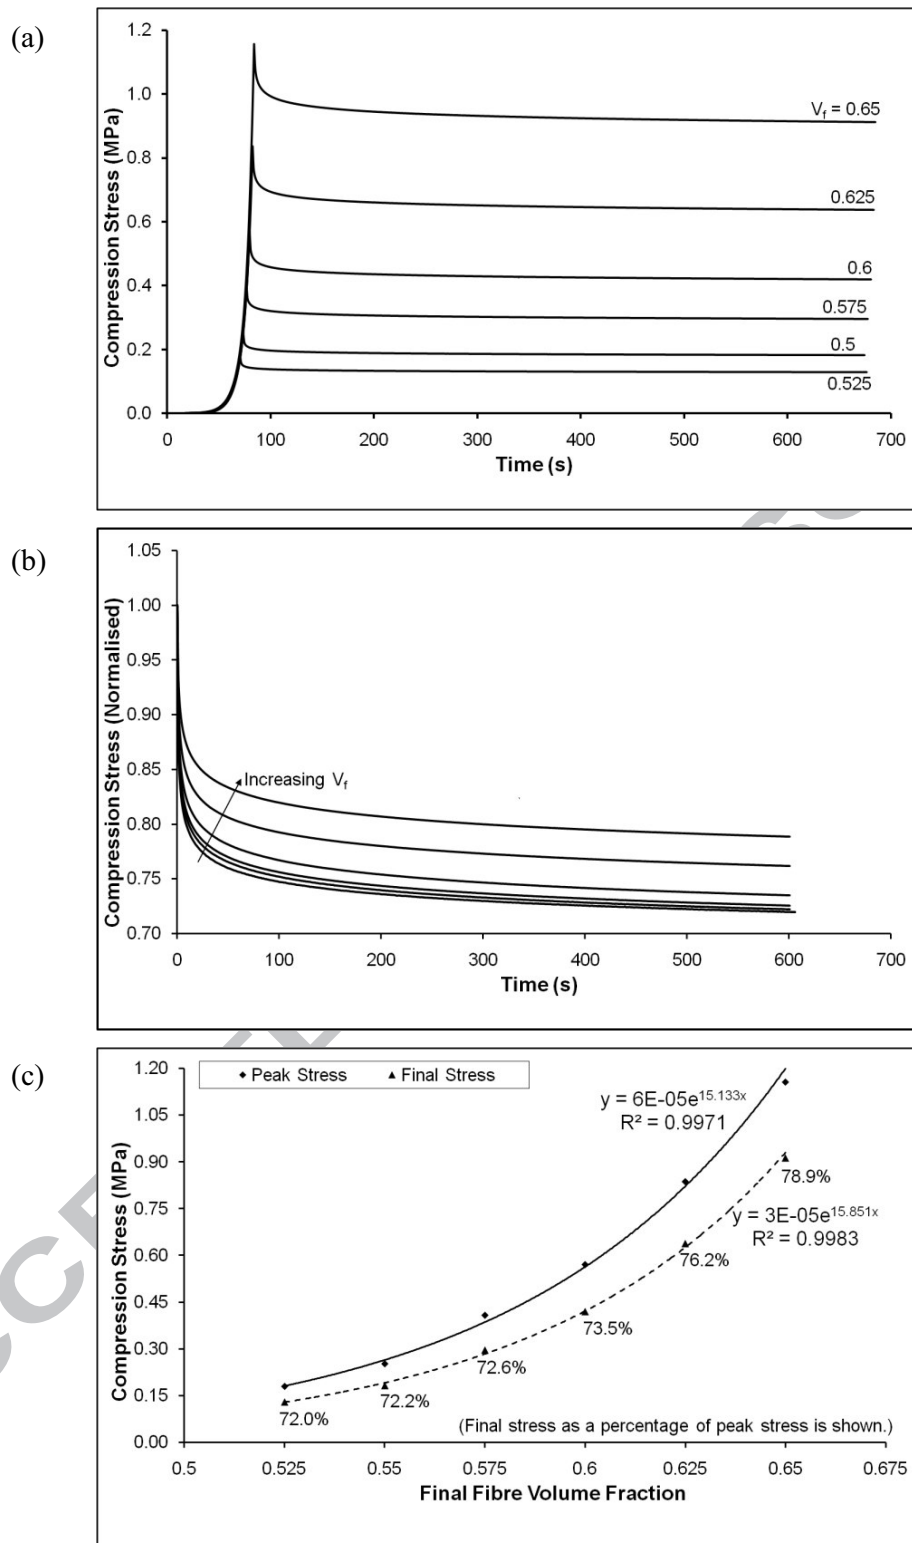 (a)
1.2
1.0
0.8
0.6
0.4
0.2
0.0
Compression Stress (MPa)
V_f = 0.65
0.625
0.6
0.575
0.5
0.525
0 100 200 300 400 500 600 700
Time (s)
(b)
1.05
1.00
0.95
0.90
0.85
0.80
0.75
0.70
Compression Stress (Normalised)
Increasing V_f
0 100 200 300 400 500 600 700
Time (s)
(c)
1.20
1.05
0.90
0.75
0.60
0.45
0.30
0.15
0.00
Compression Stress (MPa)
Peak Stress Final Stress
y = 6E-05e^15.133x
R² = 0.9971
78.9%
y = 3E-05e^15.851x
R² = 0.9983
76.2%
73.5%
72.6%
72.2%
72.0%
(Final stress as a percentage of peak stress is shown.)
0.5 0.525 0.55 0.575 0.6 0.625 0.65 0.675
Final Fibre Volume Fraction